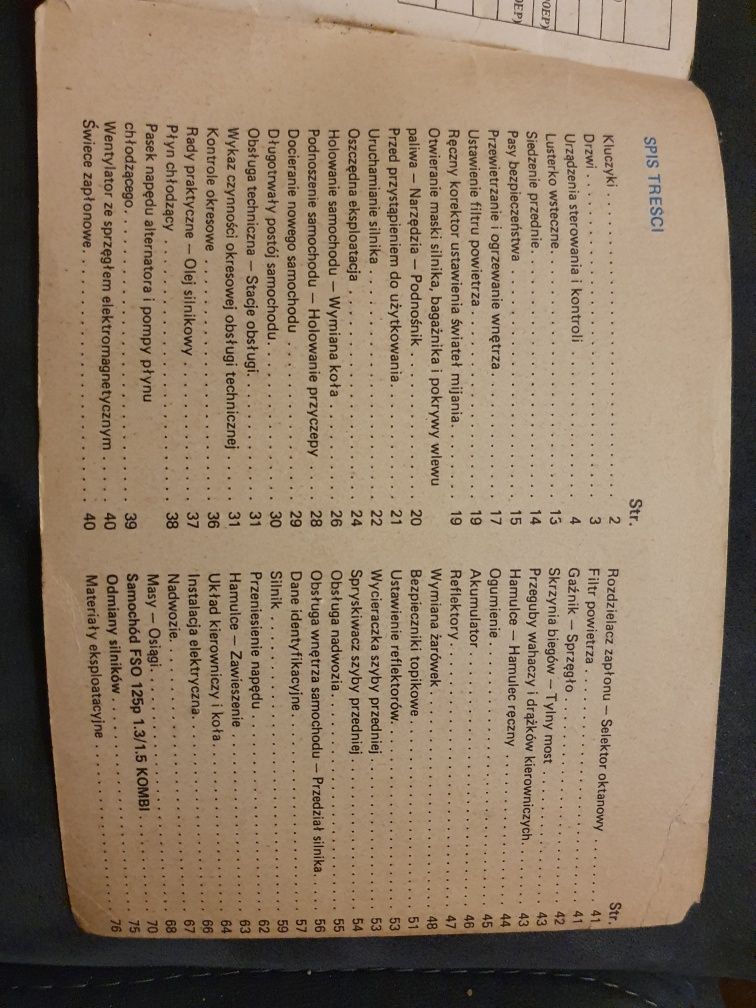 SPIS TREŚCI
Str.
Kluczyki . . . 2
Drzwi . . . 3
Urządzenia sterowania i kontroli . . . 4
Lusterko wsteczne . . . 13
Siedzenie przednie . . . 14
Pasy bezpieczeństwa . . . 15
Przewietrzanie i ogrzewanie wnętrza . . . 17
Ustawienie filtru powietrza . . . 19
Ręczny korektor ustawienia świateł mijania . . . 19
Otwieranie maski silnika, bagażnika i pokrywy wlewu
paliwa — Narzędzia — Podnośnik . . . 20
Przed przystąpieniem do użytkowania . . . 21
Uruchamianie silnika . . . 22
Oszczędna eksploatacja . . . 24
Holowanie samochodu — Wymiana koła . . . 26
Podnoszenie samochodu — Holowanie przyczepy . . . 28
Docieranie nowego samochodu . . . 29
Długotrwały postój samochodu . . . 30
Obsługa techniczna — Stacje obsługi . . . 31
Wykaz czynności okresowej obsługi technicznej . . . 31
Kontrole okresowe . . . 36
Rady praktyczne — Olej silnikowy . . . 37
Płyn chłodzący . . . 38
Pasek napędu alternatora i pompy płynu
chłodzącego . . . 39
Wentylator ze sprzęgłem elektromagnetycznym . . . 40
Świece zapłonowe . . . 40
Str.
Rozdzielacz zapłonu — Selektor oktanowy . . . 41
Filtr powietrza . . . 41
Gaźnik — Sprzęgło . . . 42
Skrzynia biegów — Tylny most . . . 43
Przeguby wahaczy i drążków kierowniczych . . . 43
Hamulce — Hamulec ręczny . . . 44
Ogumienie . . . 45
Akumulator . . . 46
Reflektory . . . 47
Wymiana żarówek . . . 48
Bezpieczniki topikowe . . . 51
Ustawienie reflektorów . . . 53
Wycieraczka szyby przedniej . . . 53
Spryskiwacz szyby przedniej . . . 54
Obsługa nadwozia . . . 55
Obsługa wnętrza samochodu — Przedział silnika . . . 56
Dane identyfikacyjne . . . 57
Silnik . . . 59
Przeniesienie napędu . . . 62
Hamulce — Zawieszenie . . . 63
Układ kierowniczy i koła . . . 64
Instalacja elektryczna . . . 66
Nadwozie . . . 67
Masy — Osiągi . . . 68
Samochód FSO 125p 1.3/1.5 KOMBI . . . 70
Odmiany silników . . . 75
Materiały eksploatacyjne . . . 76